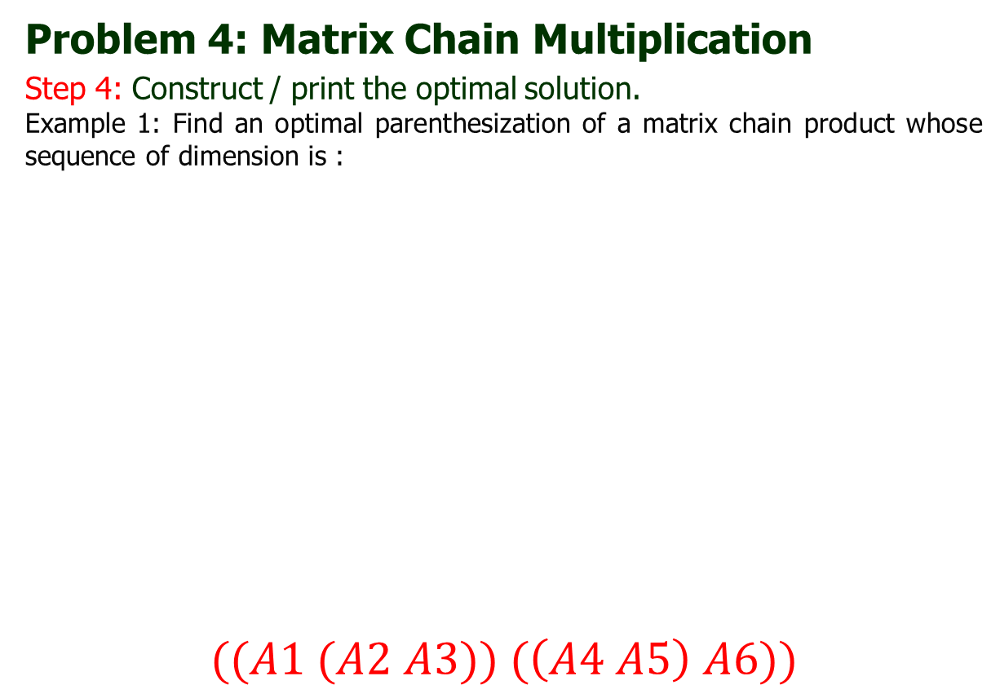 Problem 4: Matrix Chain Multiplication
Step 4: Construct / print the optimal solution.
Example 1: Find an optimal parenthesization of a matrix chain product whose
sequence of dimension is :
((A1 (A2 A3)) ((A4 A5) A6))